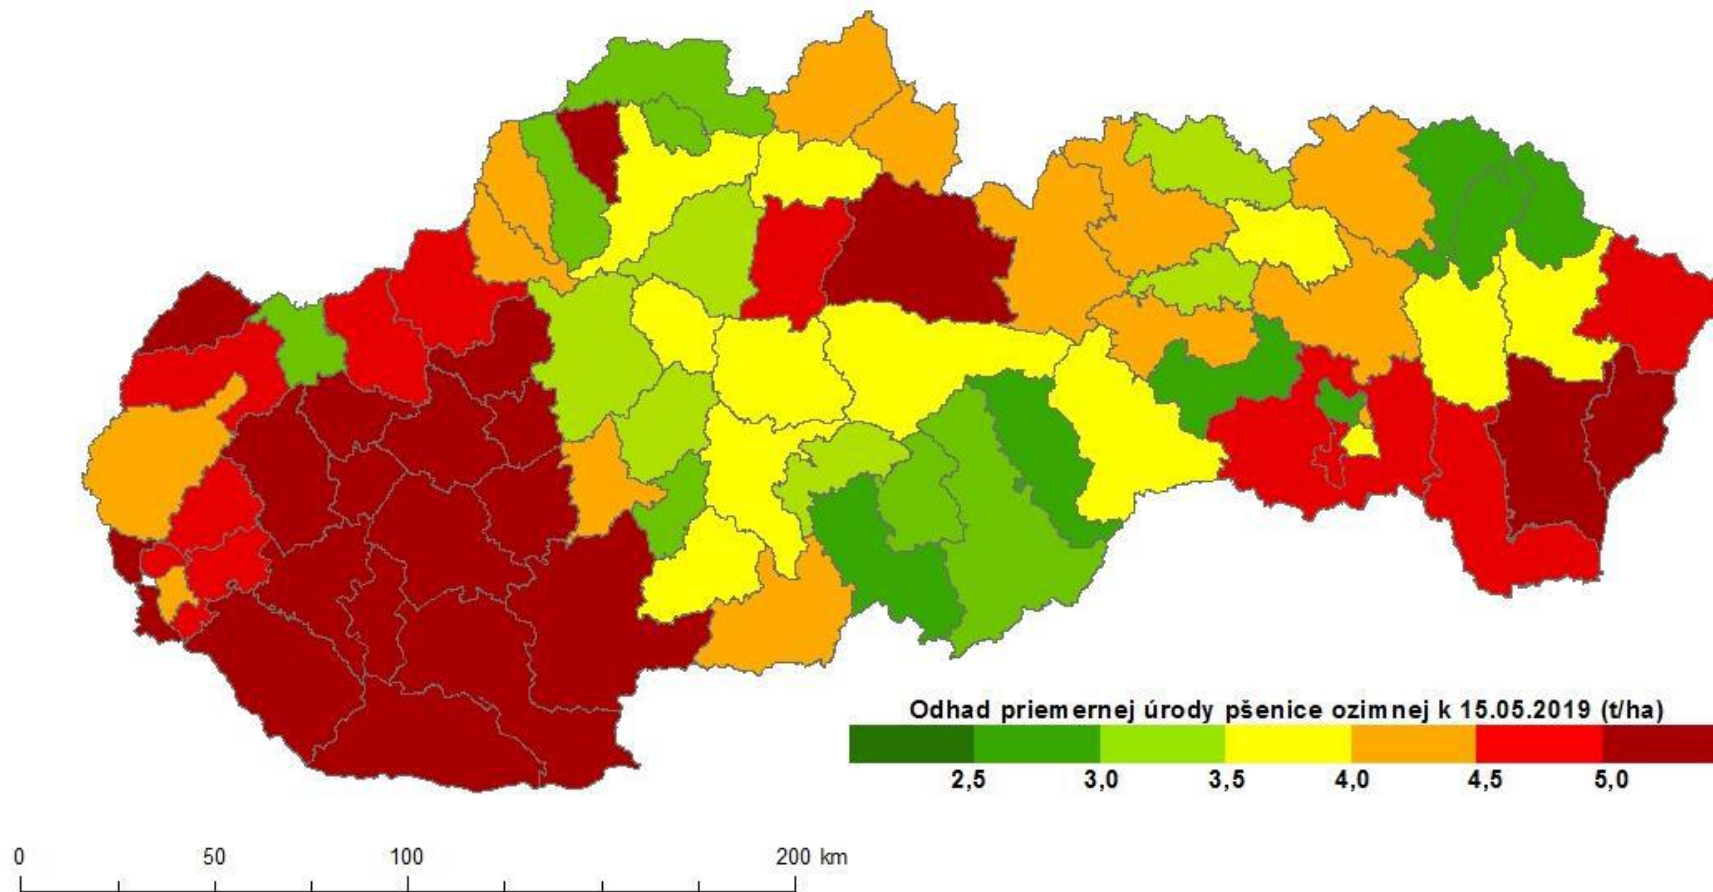 Odhad priemernej úrody pšenice ozimnej k 15.05.2019 (t/ha)
2,5 3,0 3,5 4,0 4,5 5,0
0 50 100 200 km